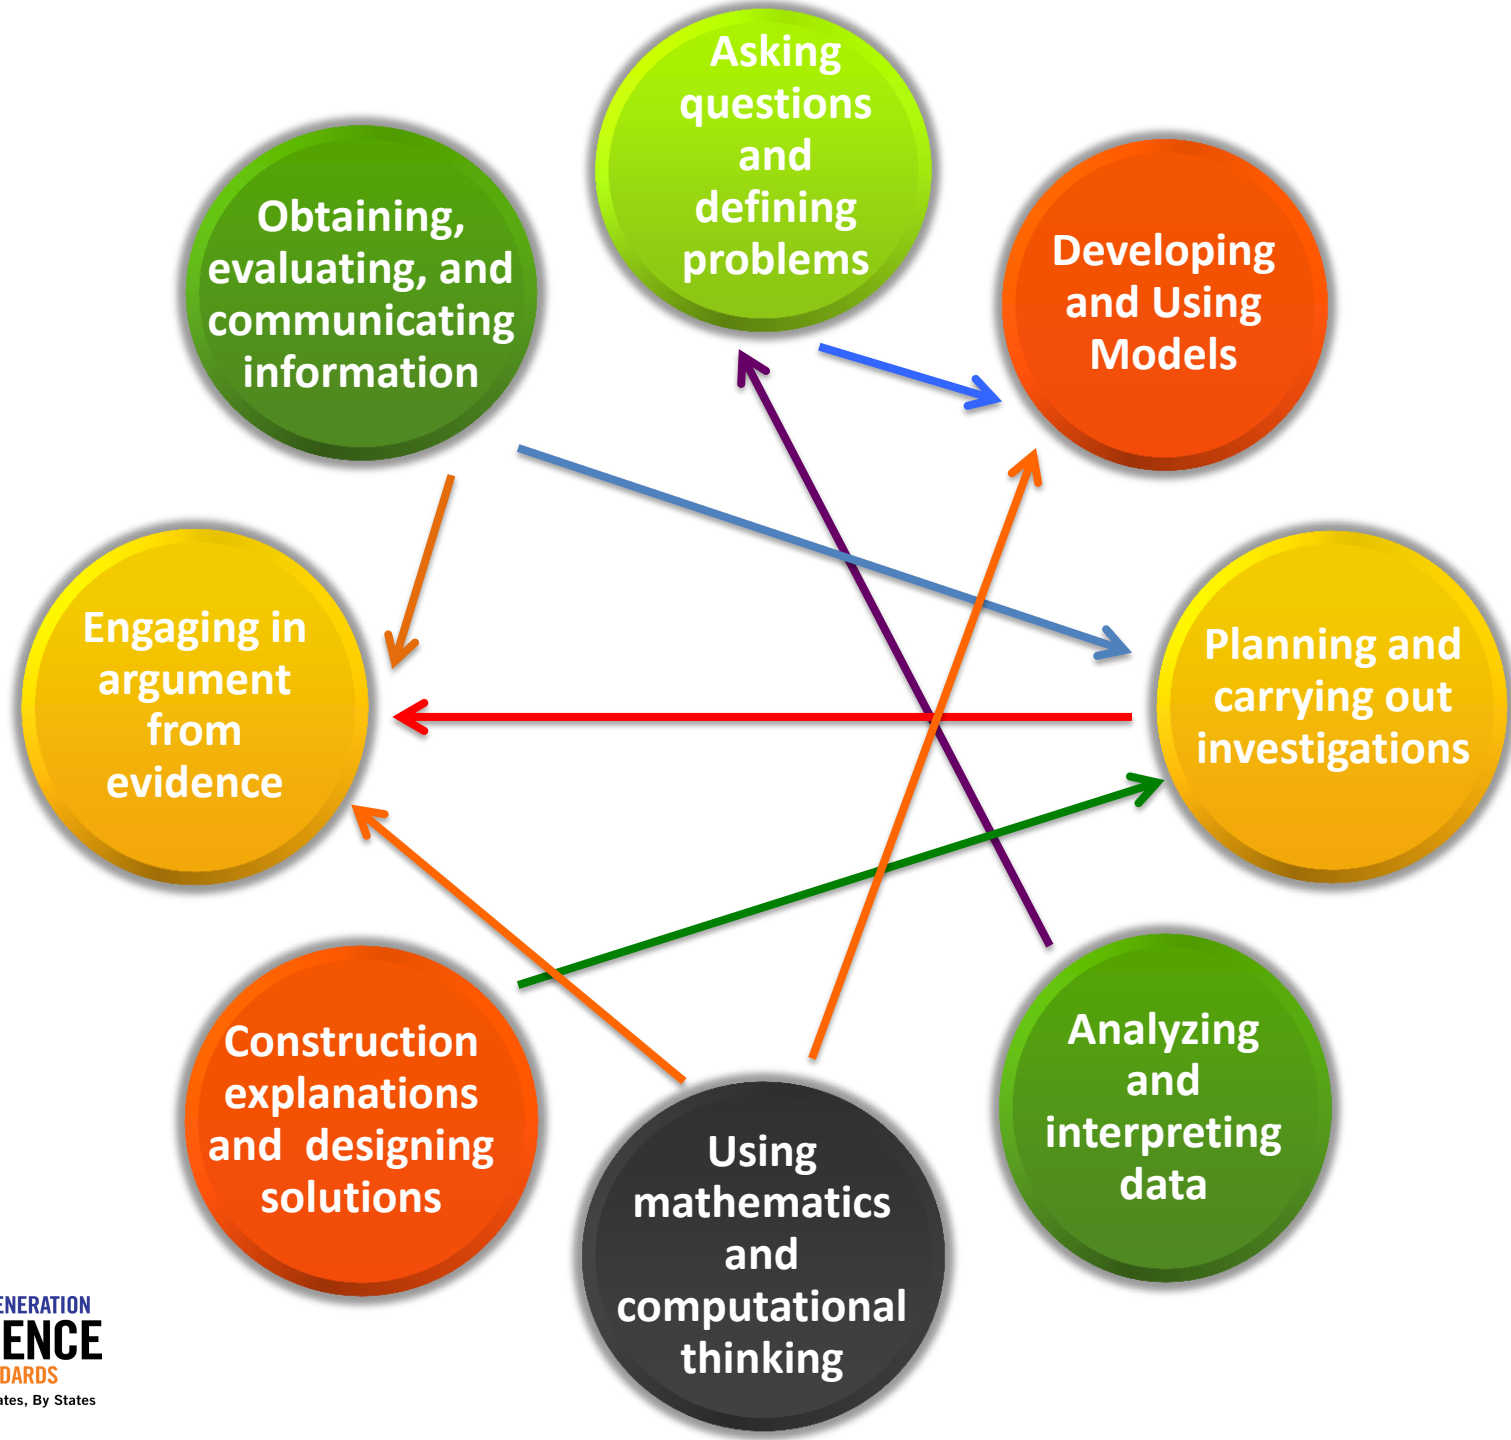 Asking
questions
and
defining
problems
Developing
and Using
Models
Planning and
carrying out
investigations
Analyzing
and
interpreting
data
Using
mathematics
and
computational
thinking
Construction
explanations
and designing
solutions
Engaging in
argument
from
evidence
Obtaining,
evaluating, and
communicating
information
ENERATION
ENCE
DARDS
ates, By States